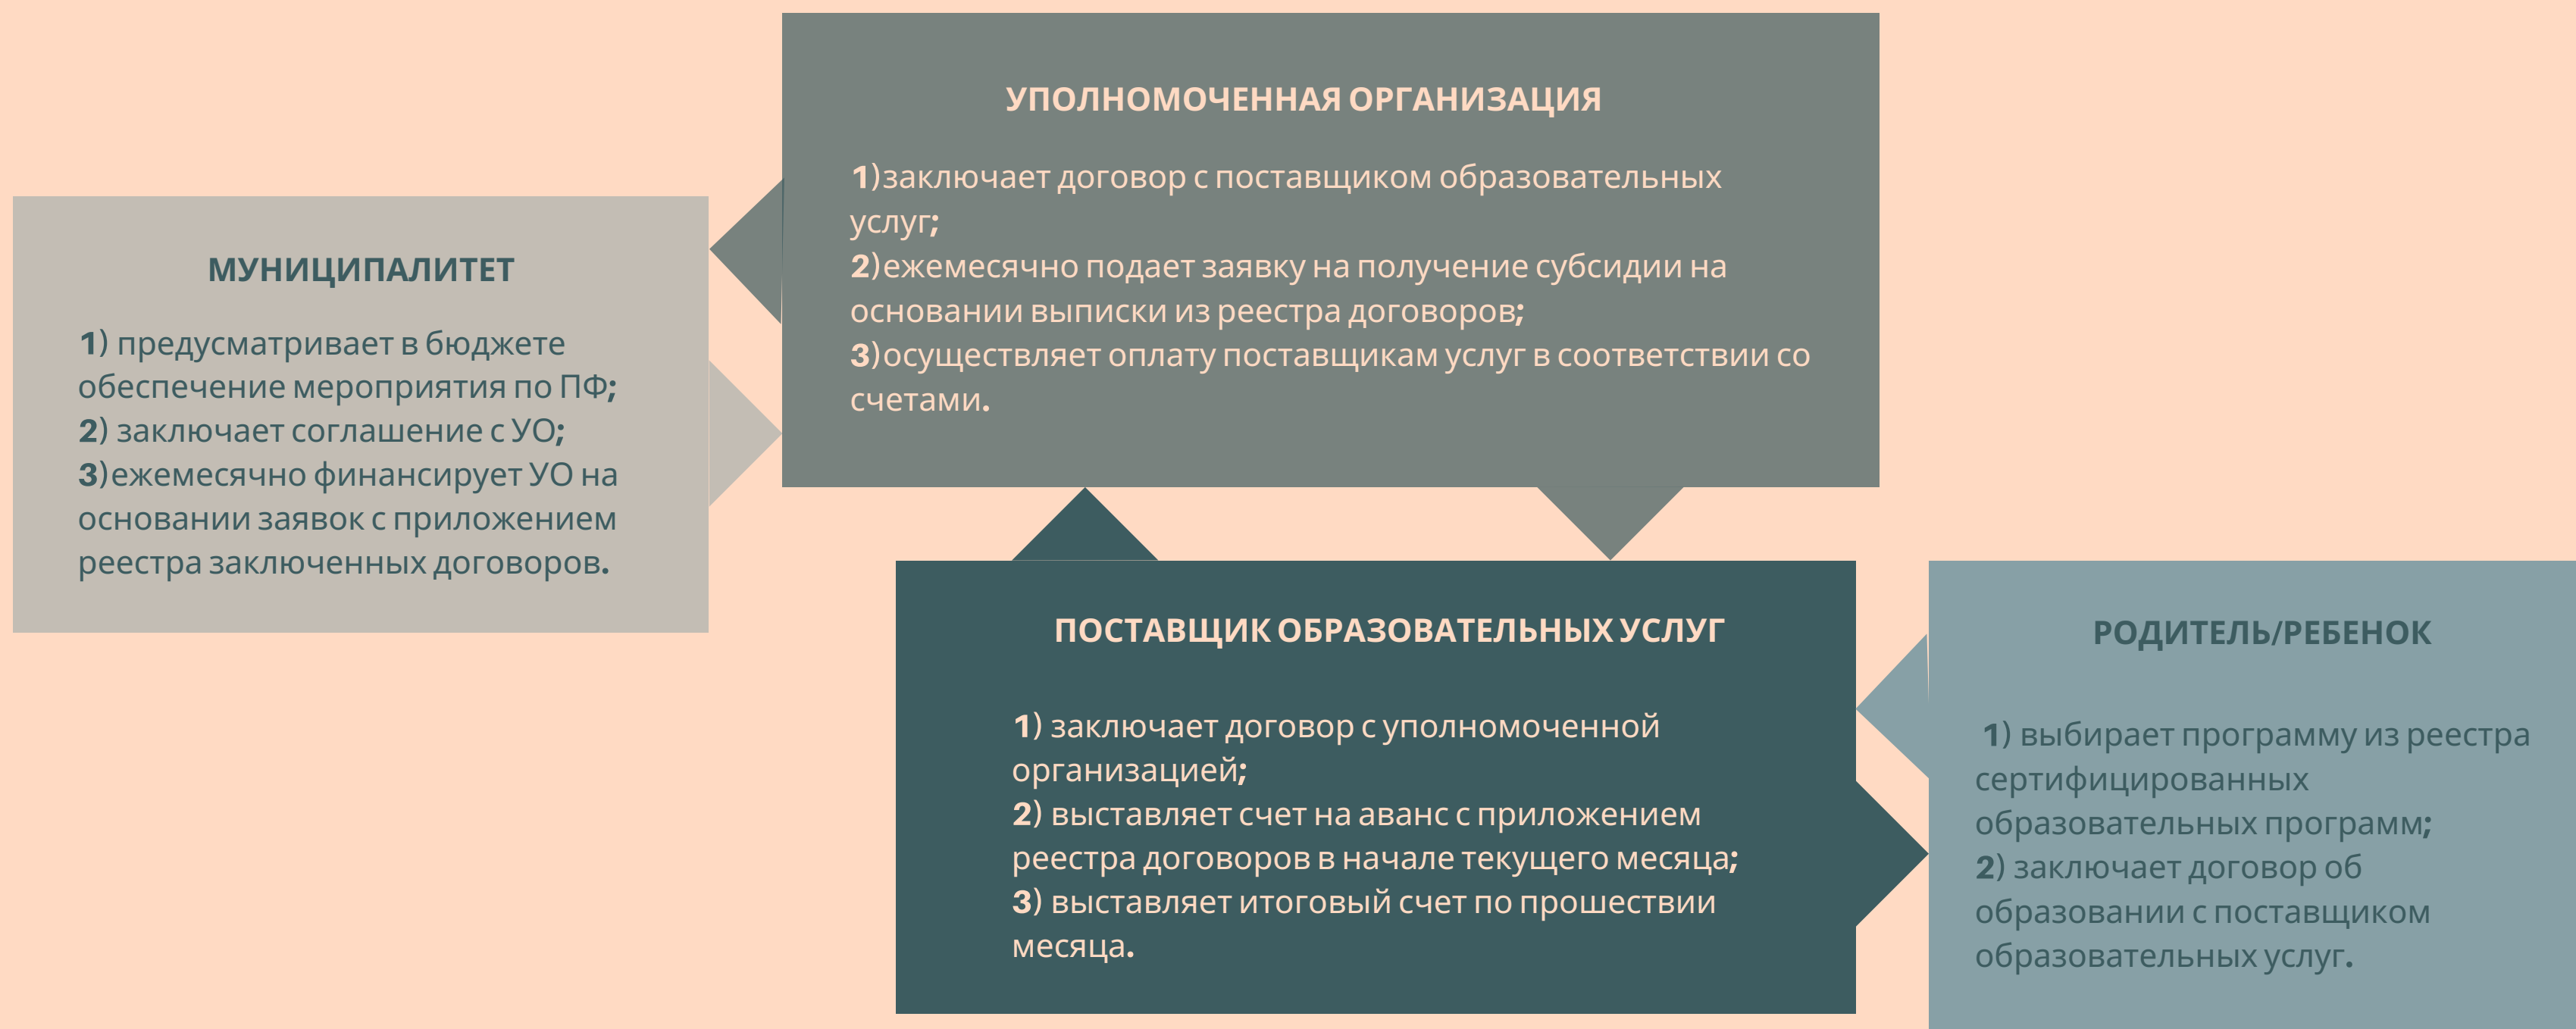 УПОЛНОМОЧЕННАЯ ОРГАНИЗАЦИЯ
1)заключает договор с поставщиком образовательных
услуг;
2)ежемесячно подает заявку на получение субсидии на
основании выписки из реестра договоров;
3)осуществляет оплату поставщикам услуг в соответствии со
счетами.
МУНИЦИПАЛИТЕТ
1) предусматривает в бюджете
обеспечение мероприятия по ПФ;
2) заключает соглашение с УО;
3)ежемесячно финансирует УО на
основании заявок с приложением
реестра заключенных договоров.
ПОСТАВЩИК ОБРАЗОВАТЕЛЬНЫХ УСЛУГ
1) заключает договор с уполномоченной
организацией;
2) выставляет счет на аванс с приложением
реестра договоров в начале текущего месяца;
3) выставляет итоговый счет по прошествии
месяца.
РОДИТЕЛЬ/РЕБЕНОК
1) выбирает программу из реестра
сертифицированных
образовательных программ;
2) заключает договор об
образовании с поставщиком
образовательных услуг.